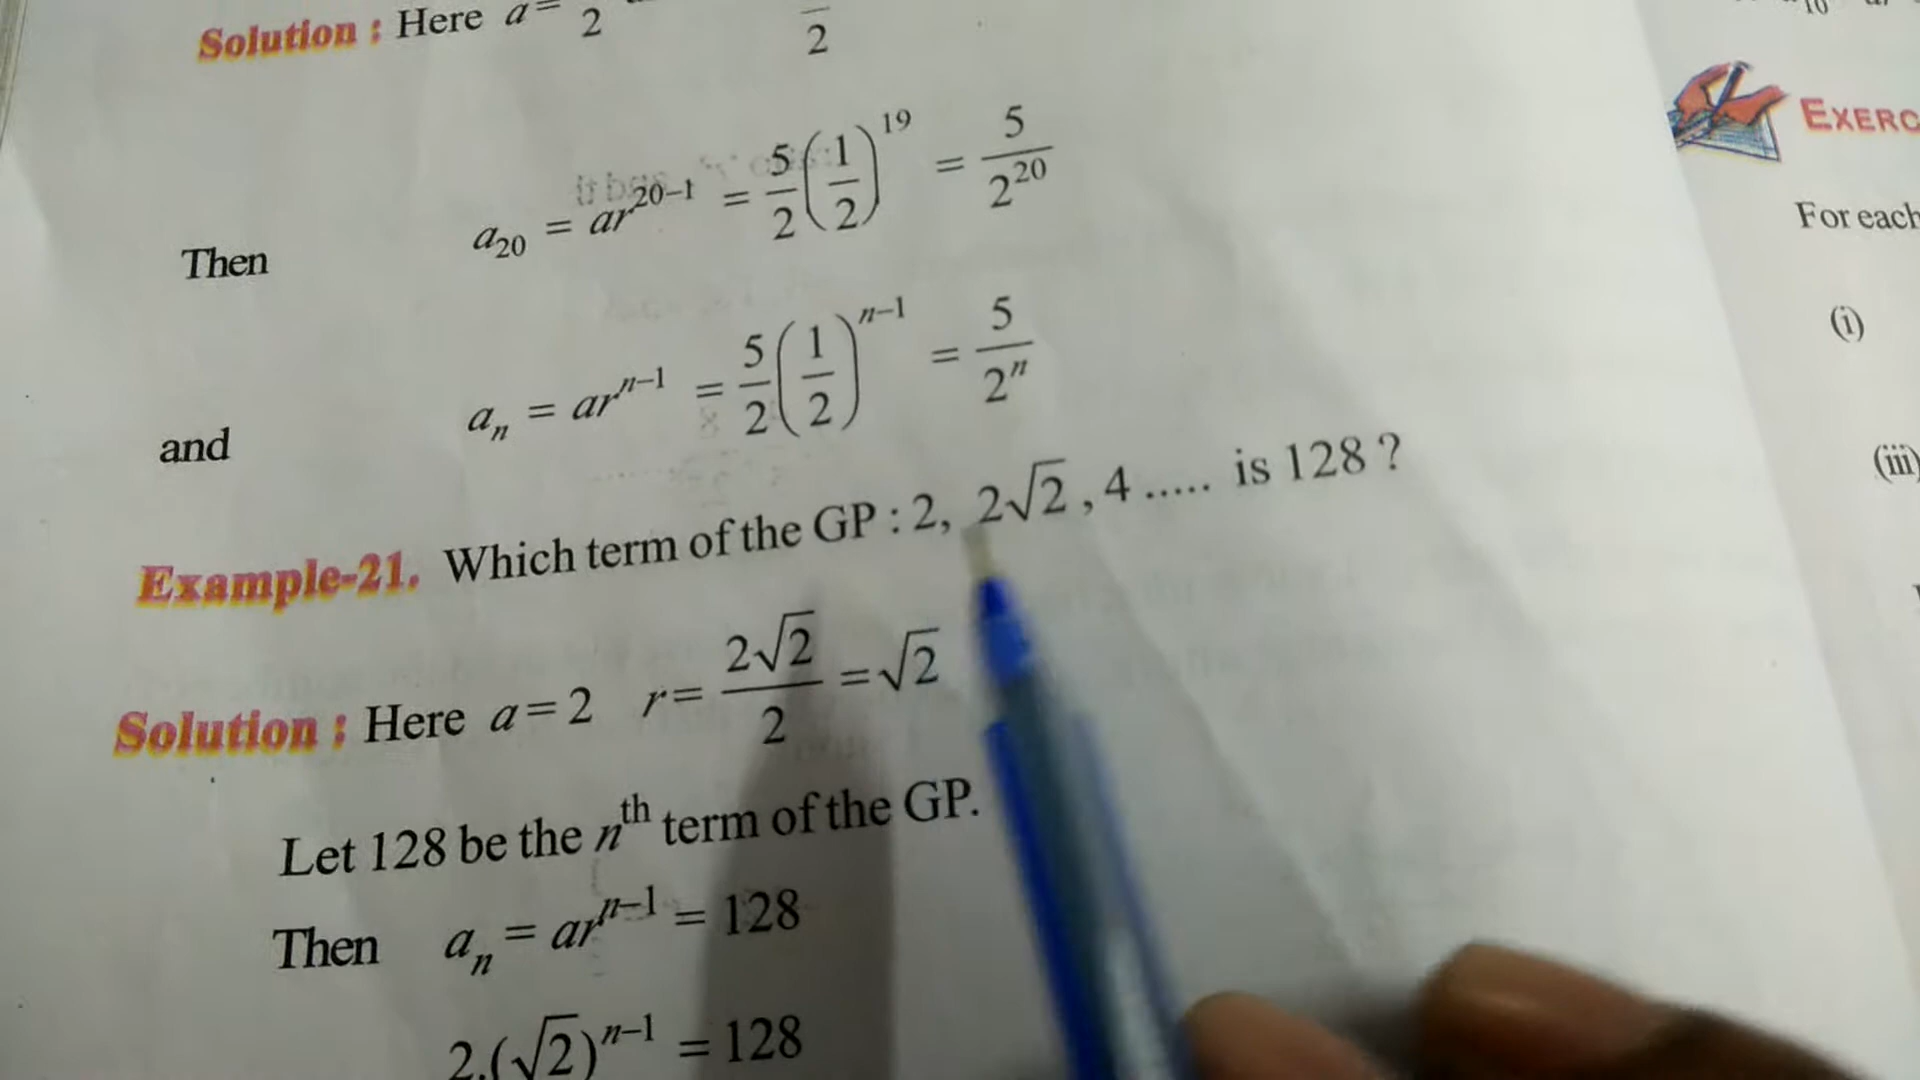 Solution : Here a = 2
2
Then a₂₀ = ar²⁰⁻¹ = 5/2 (1/2)¹⁹ = 5/2²⁰
and aₙ = arⁿ⁻¹ = 5/2 (1/2)ⁿ⁻¹ = 5/2ⁿ
Example-21. Which term of the GP : 2, 2√2 , 4 ..... is 128 ?
Solution : Here a = 2 r = 2√2/2 = √2
Let 128 be the nᵗʰ term of the GP.
Then aₙ = arⁿ⁻¹ = 128
2.(√2)ⁿ⁻¹ = 128
10
For each
(i)
(iii)